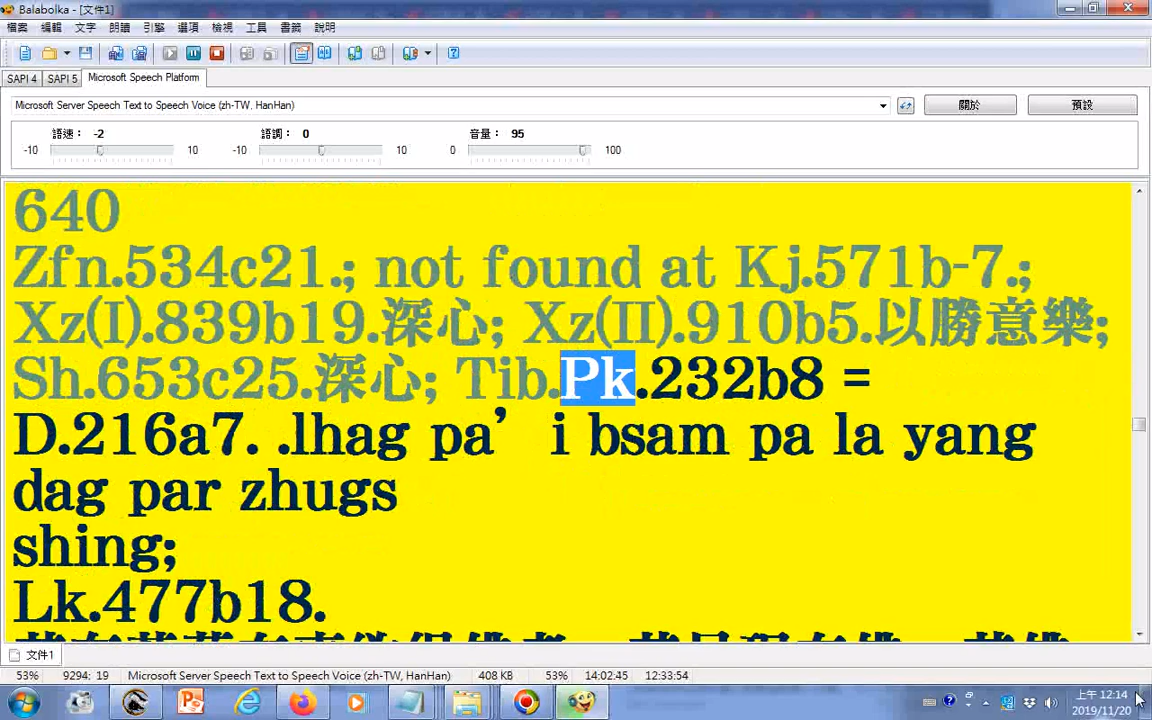 Balabolka - [文件1]
檔案 編輯 文字 朗讀 引擎 選項 檢視 工具 書籤 說明
SAPI 4 SAPI 5 Microsoft Speech Platform
Microsoft Server Speech Text to Speech Voice (zh-TW, HanHan) 關於 預設
語速： -2 語調： 0 音量： 95
-10 10 -10 10 0 100
640
Zfn.534c21.; not found at Kj.571b-7.;
Xz(I).839b19.深心; Xz(II).910b5.以勝意樂;
Sh.653c25.深心; Tib.Pk.232b8 =
D.216a7. .lhag pa’i bsam pa la yang
dag par zhugs
shing;
Lk.477b18.
文件1
53% 9294: 19 Microsoft Server Speech Text to Speech Voice (zh-TW, HanHan) 408 KB 53% 14:02:45 12:33:54
上午 12:14
2019/11/20